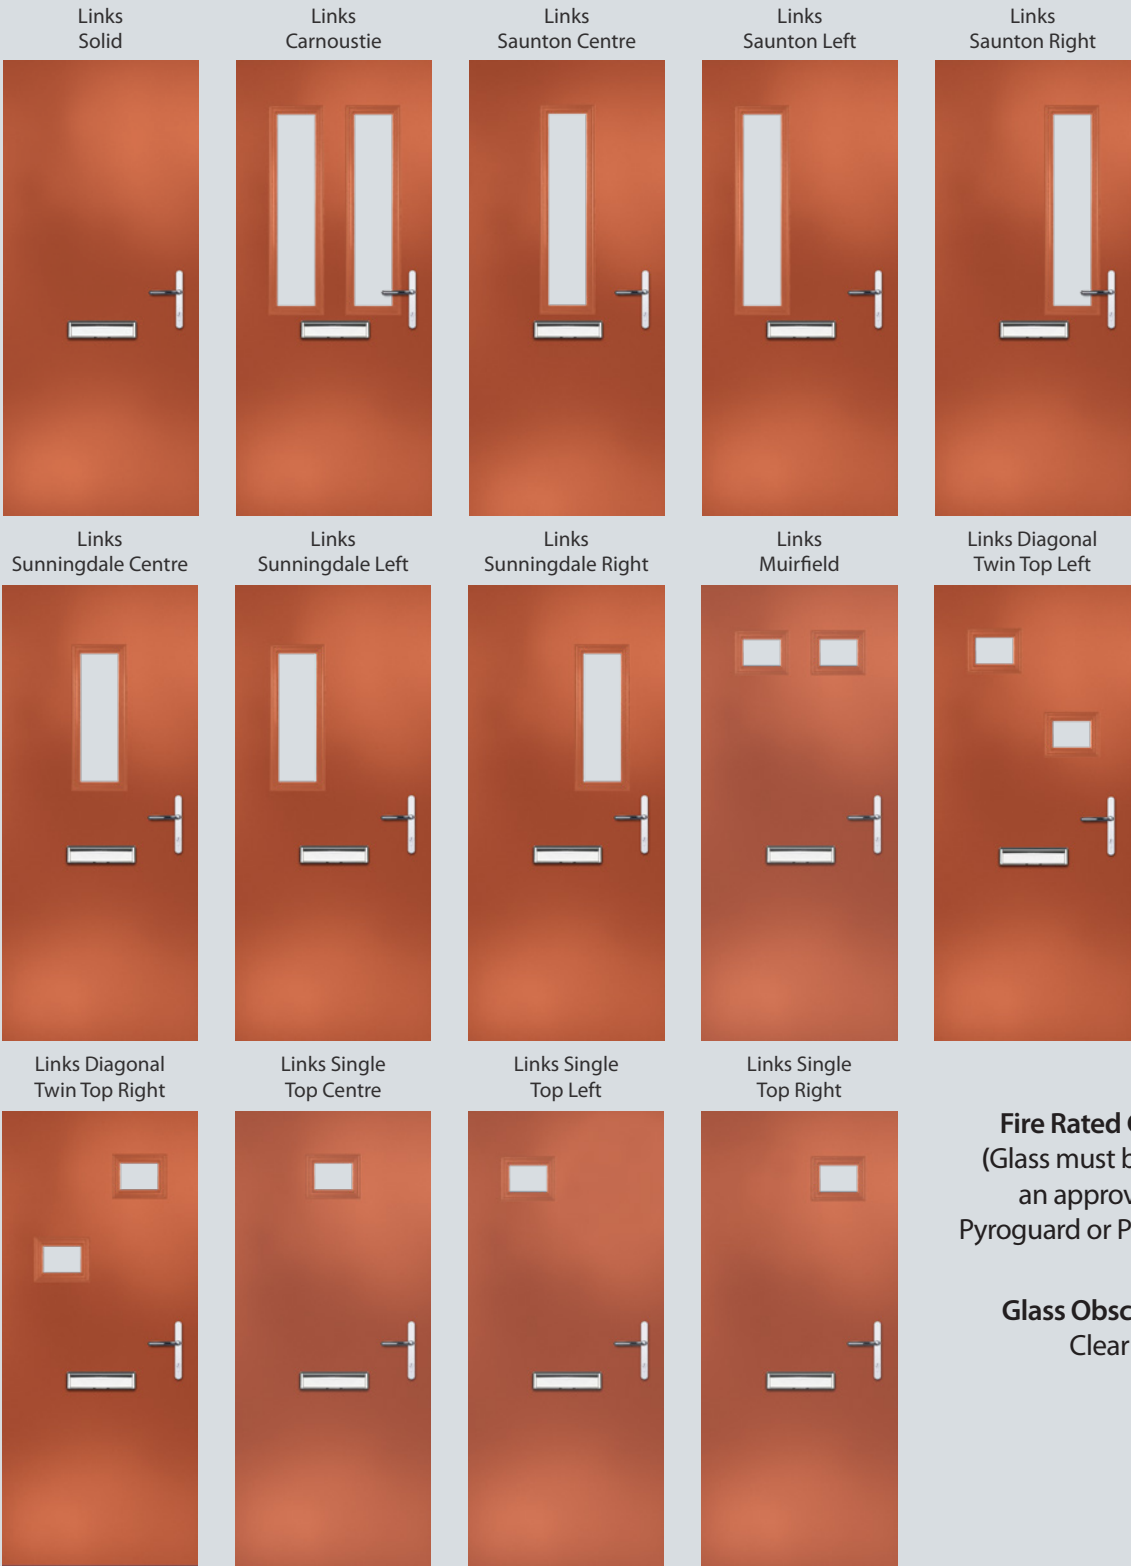 Links
Solid
Links
Carnoustie
Links
Saunton Centre
Links
Saunton Left
Links
Saunton Right
Links
Sunningdale Centre
Links
Sunningdale Left
Links
Sunningdale Right
Links
Muirfield
Links Diagonal
Twin Top Left
Links Diagonal
Twin Top Right
Links Single
Top Centre
Links Single
Top Left
Links Single
Top Right
Fire Rated
(Glass must
an
Pyroguard or
Glass
Clear